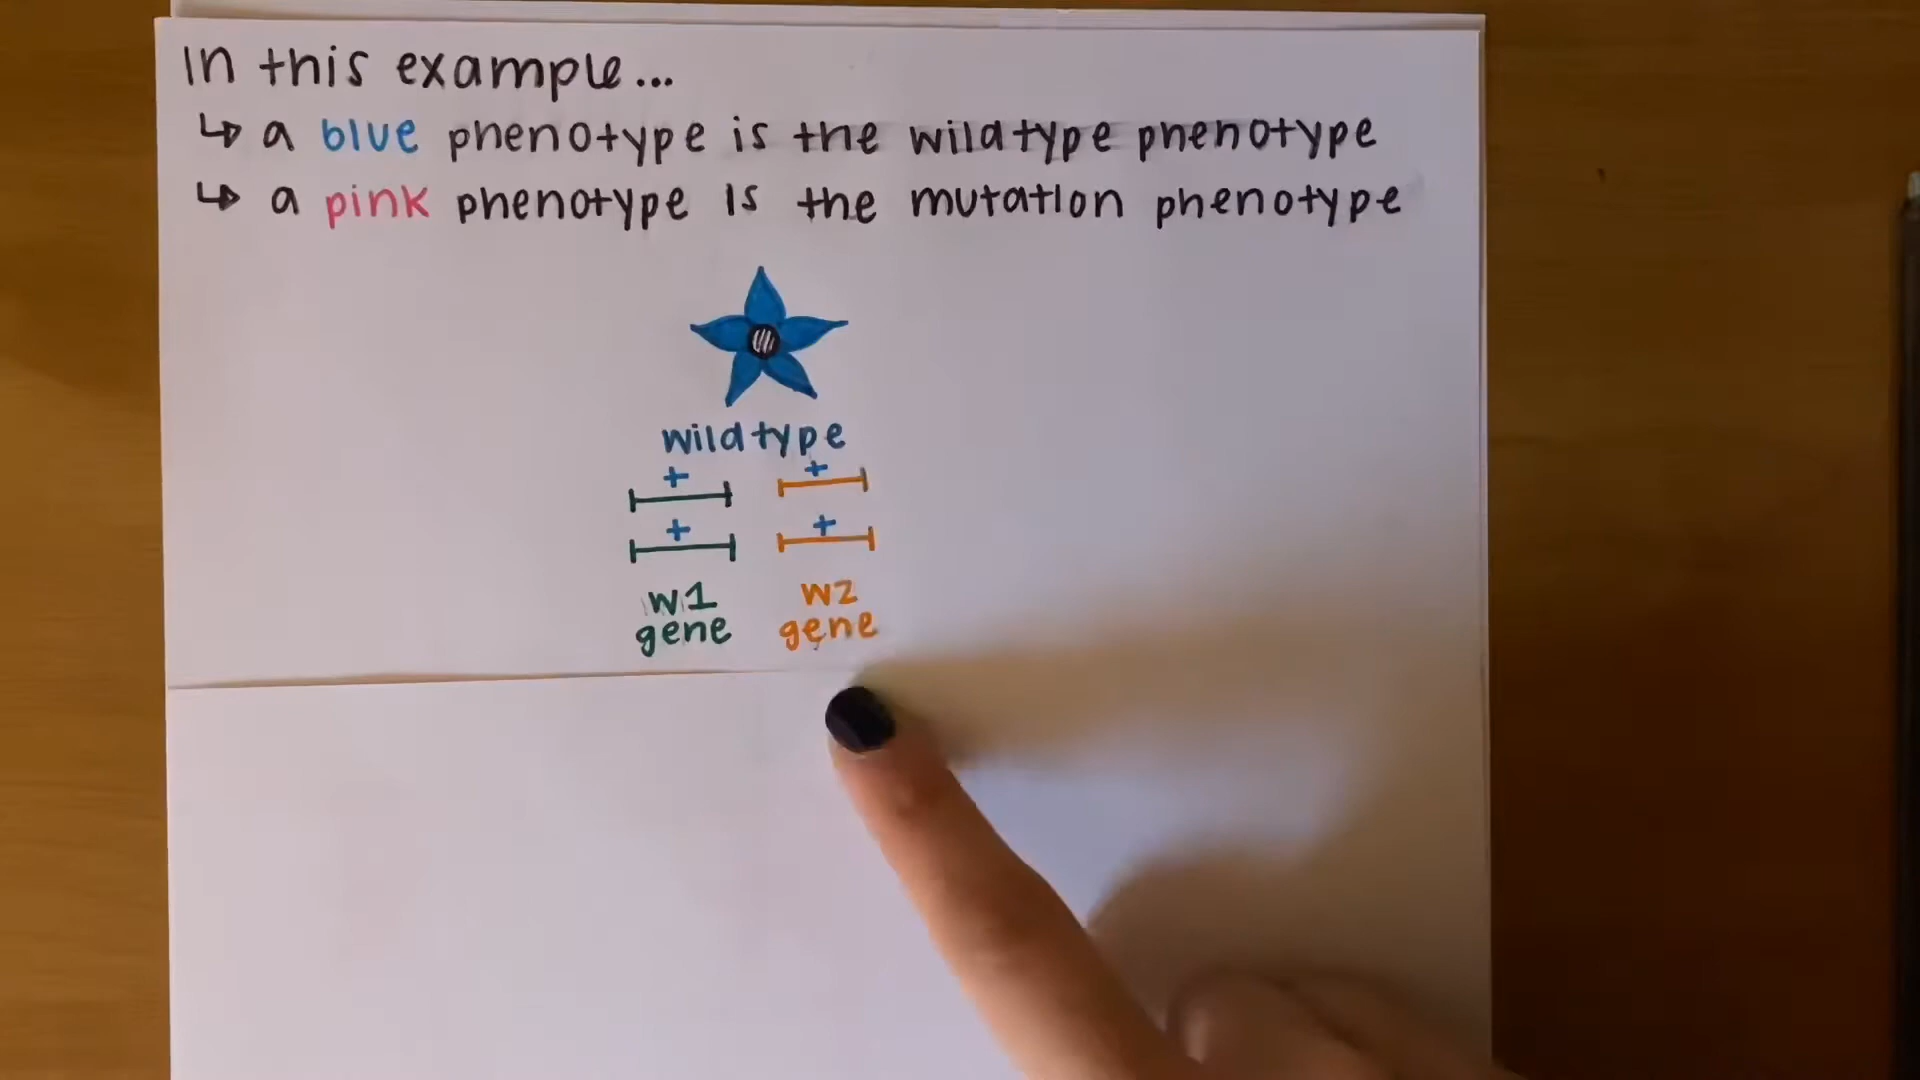 In this example...
↳ a blue phenotype is the wildtype phenotype
↳ a pink phenotype is the mutation phenotype
wildtype
+ +
+ +
w1 w2
gene gene